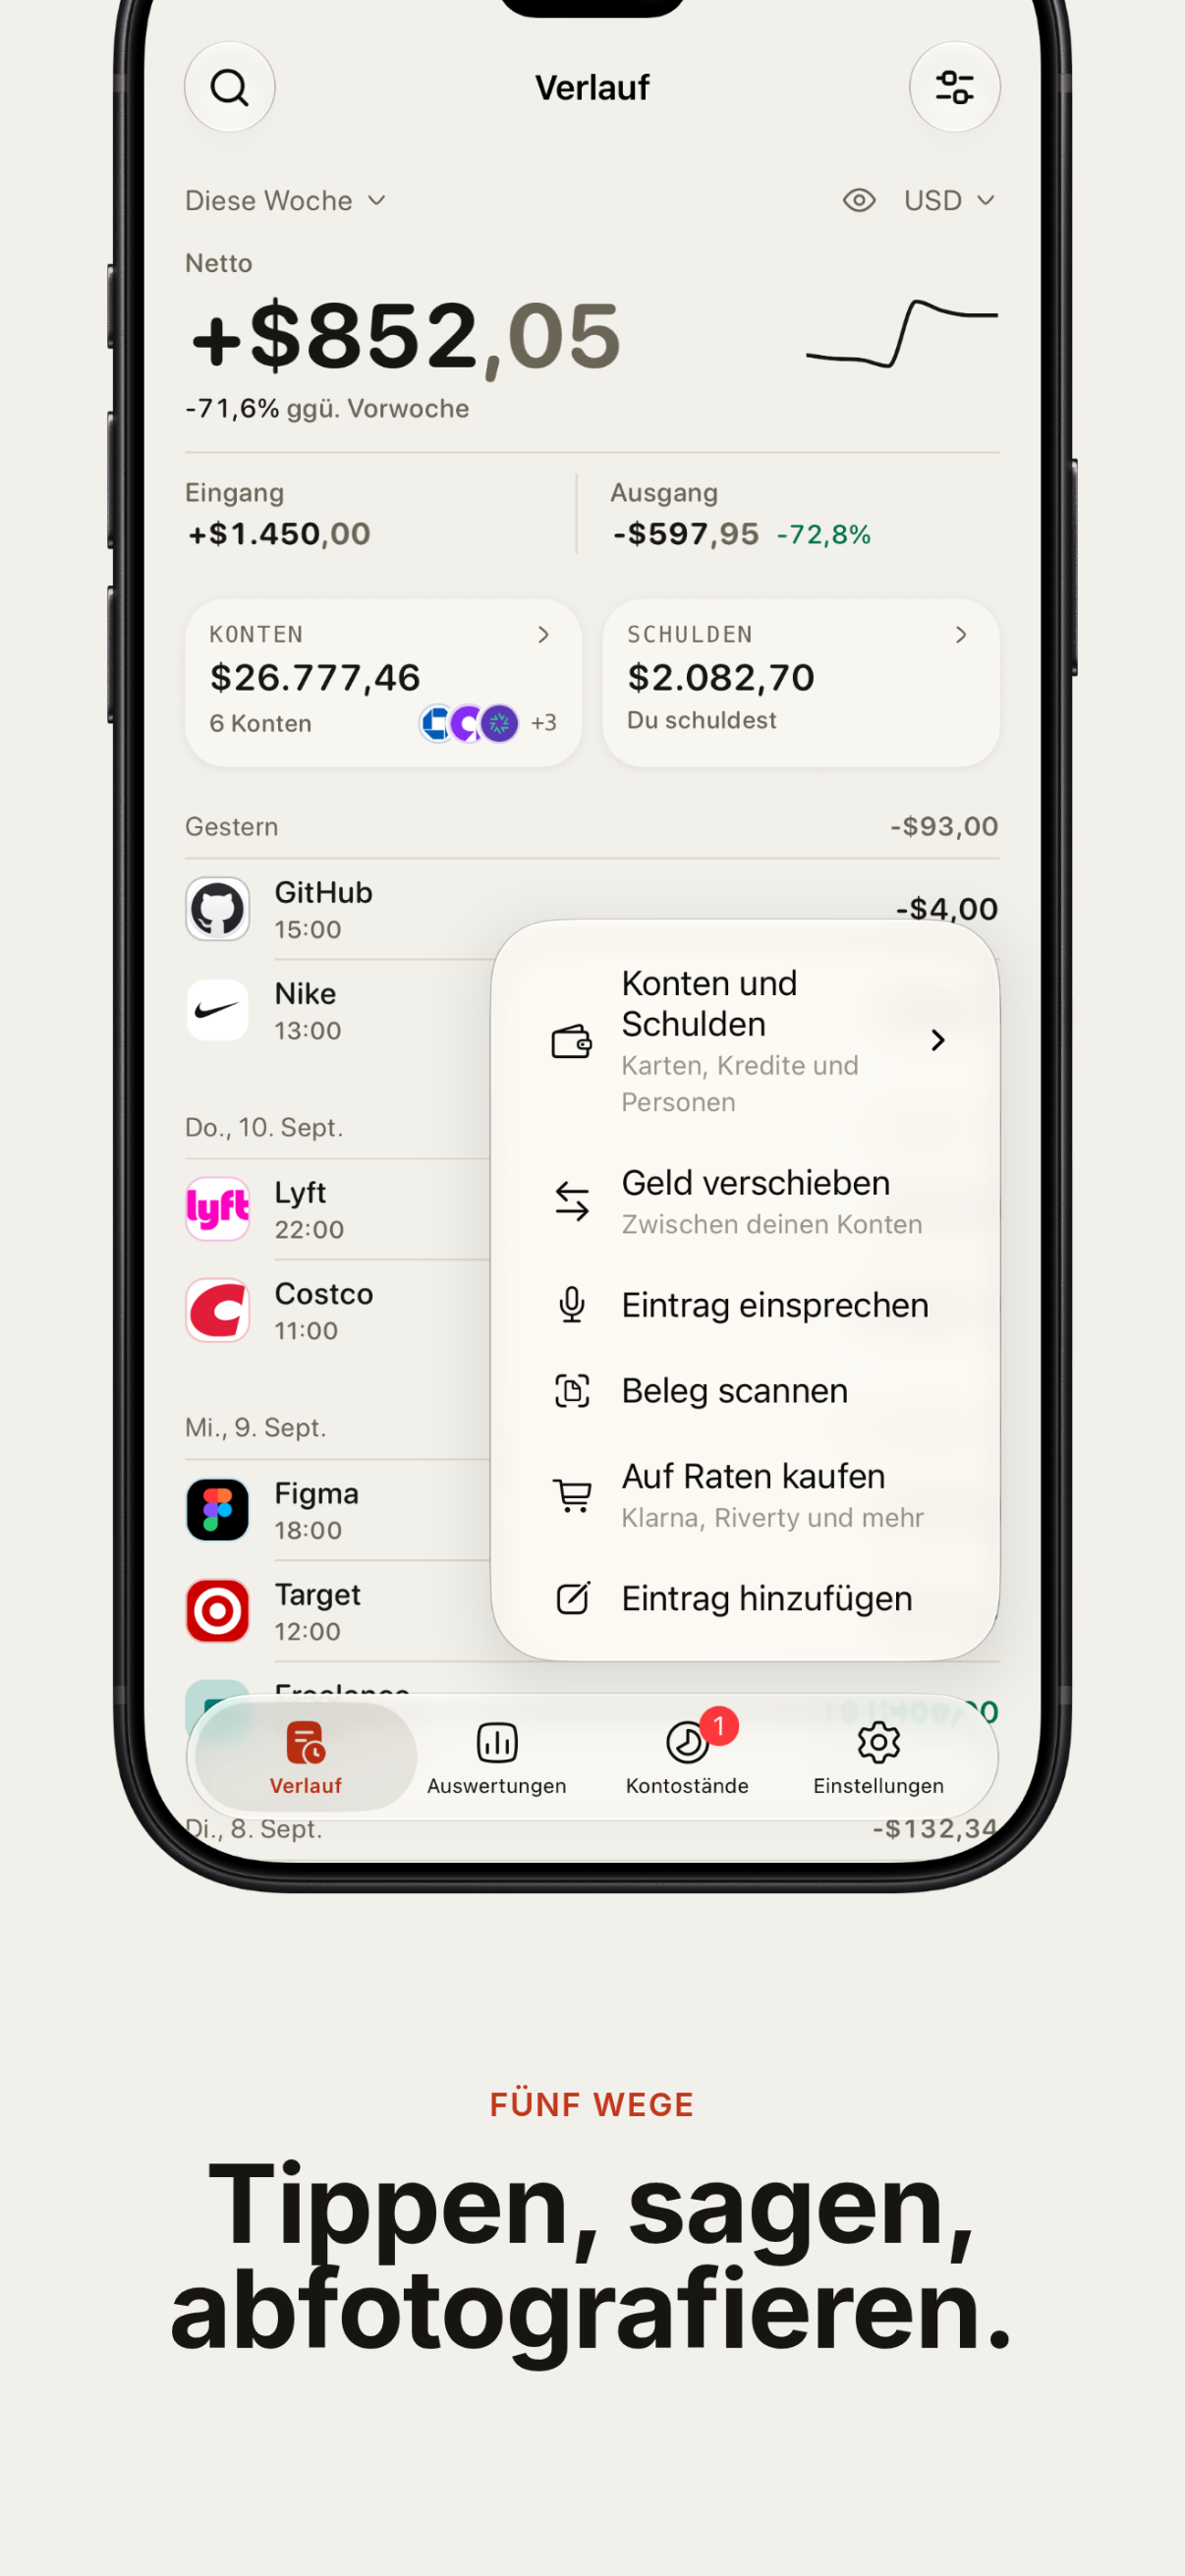 Verlauf
Diese Woche
USD
Netto
+$852,05
-71,6% ggü. Vorwoche
Eingang
Ausgang
+$1.450,00
-$597,95 -72,8%
KONTEN
$26.777,46
6 Konten
+3
SCHULDEN
$2.082,70
Du schuldest
Gestern
-$93,00
GitHub
-$4,00
15:00
Nike
13:00
Do., 10. Sept.
lyft
Lyft
22:00
Costco
11:00
Mi., 9. Sept.
Figma
18:00
Target
12:00
Freelance
Konten und
Schulden
Karten, Kredite und
Personen
Geld verschieben
Zwischen deinen Konten
Eintrag einsprechen
Beleg scannen
Auf Raten kaufen
Klarna, Riverty und mehr
Eintrag hinzufügen
1
Verlauf
Auswertungen
Kontostände
Einstellungen
Di., 8. Sept.
-$132,34
FÜNF WEGE
Tippen, sagen,
abfotografieren.